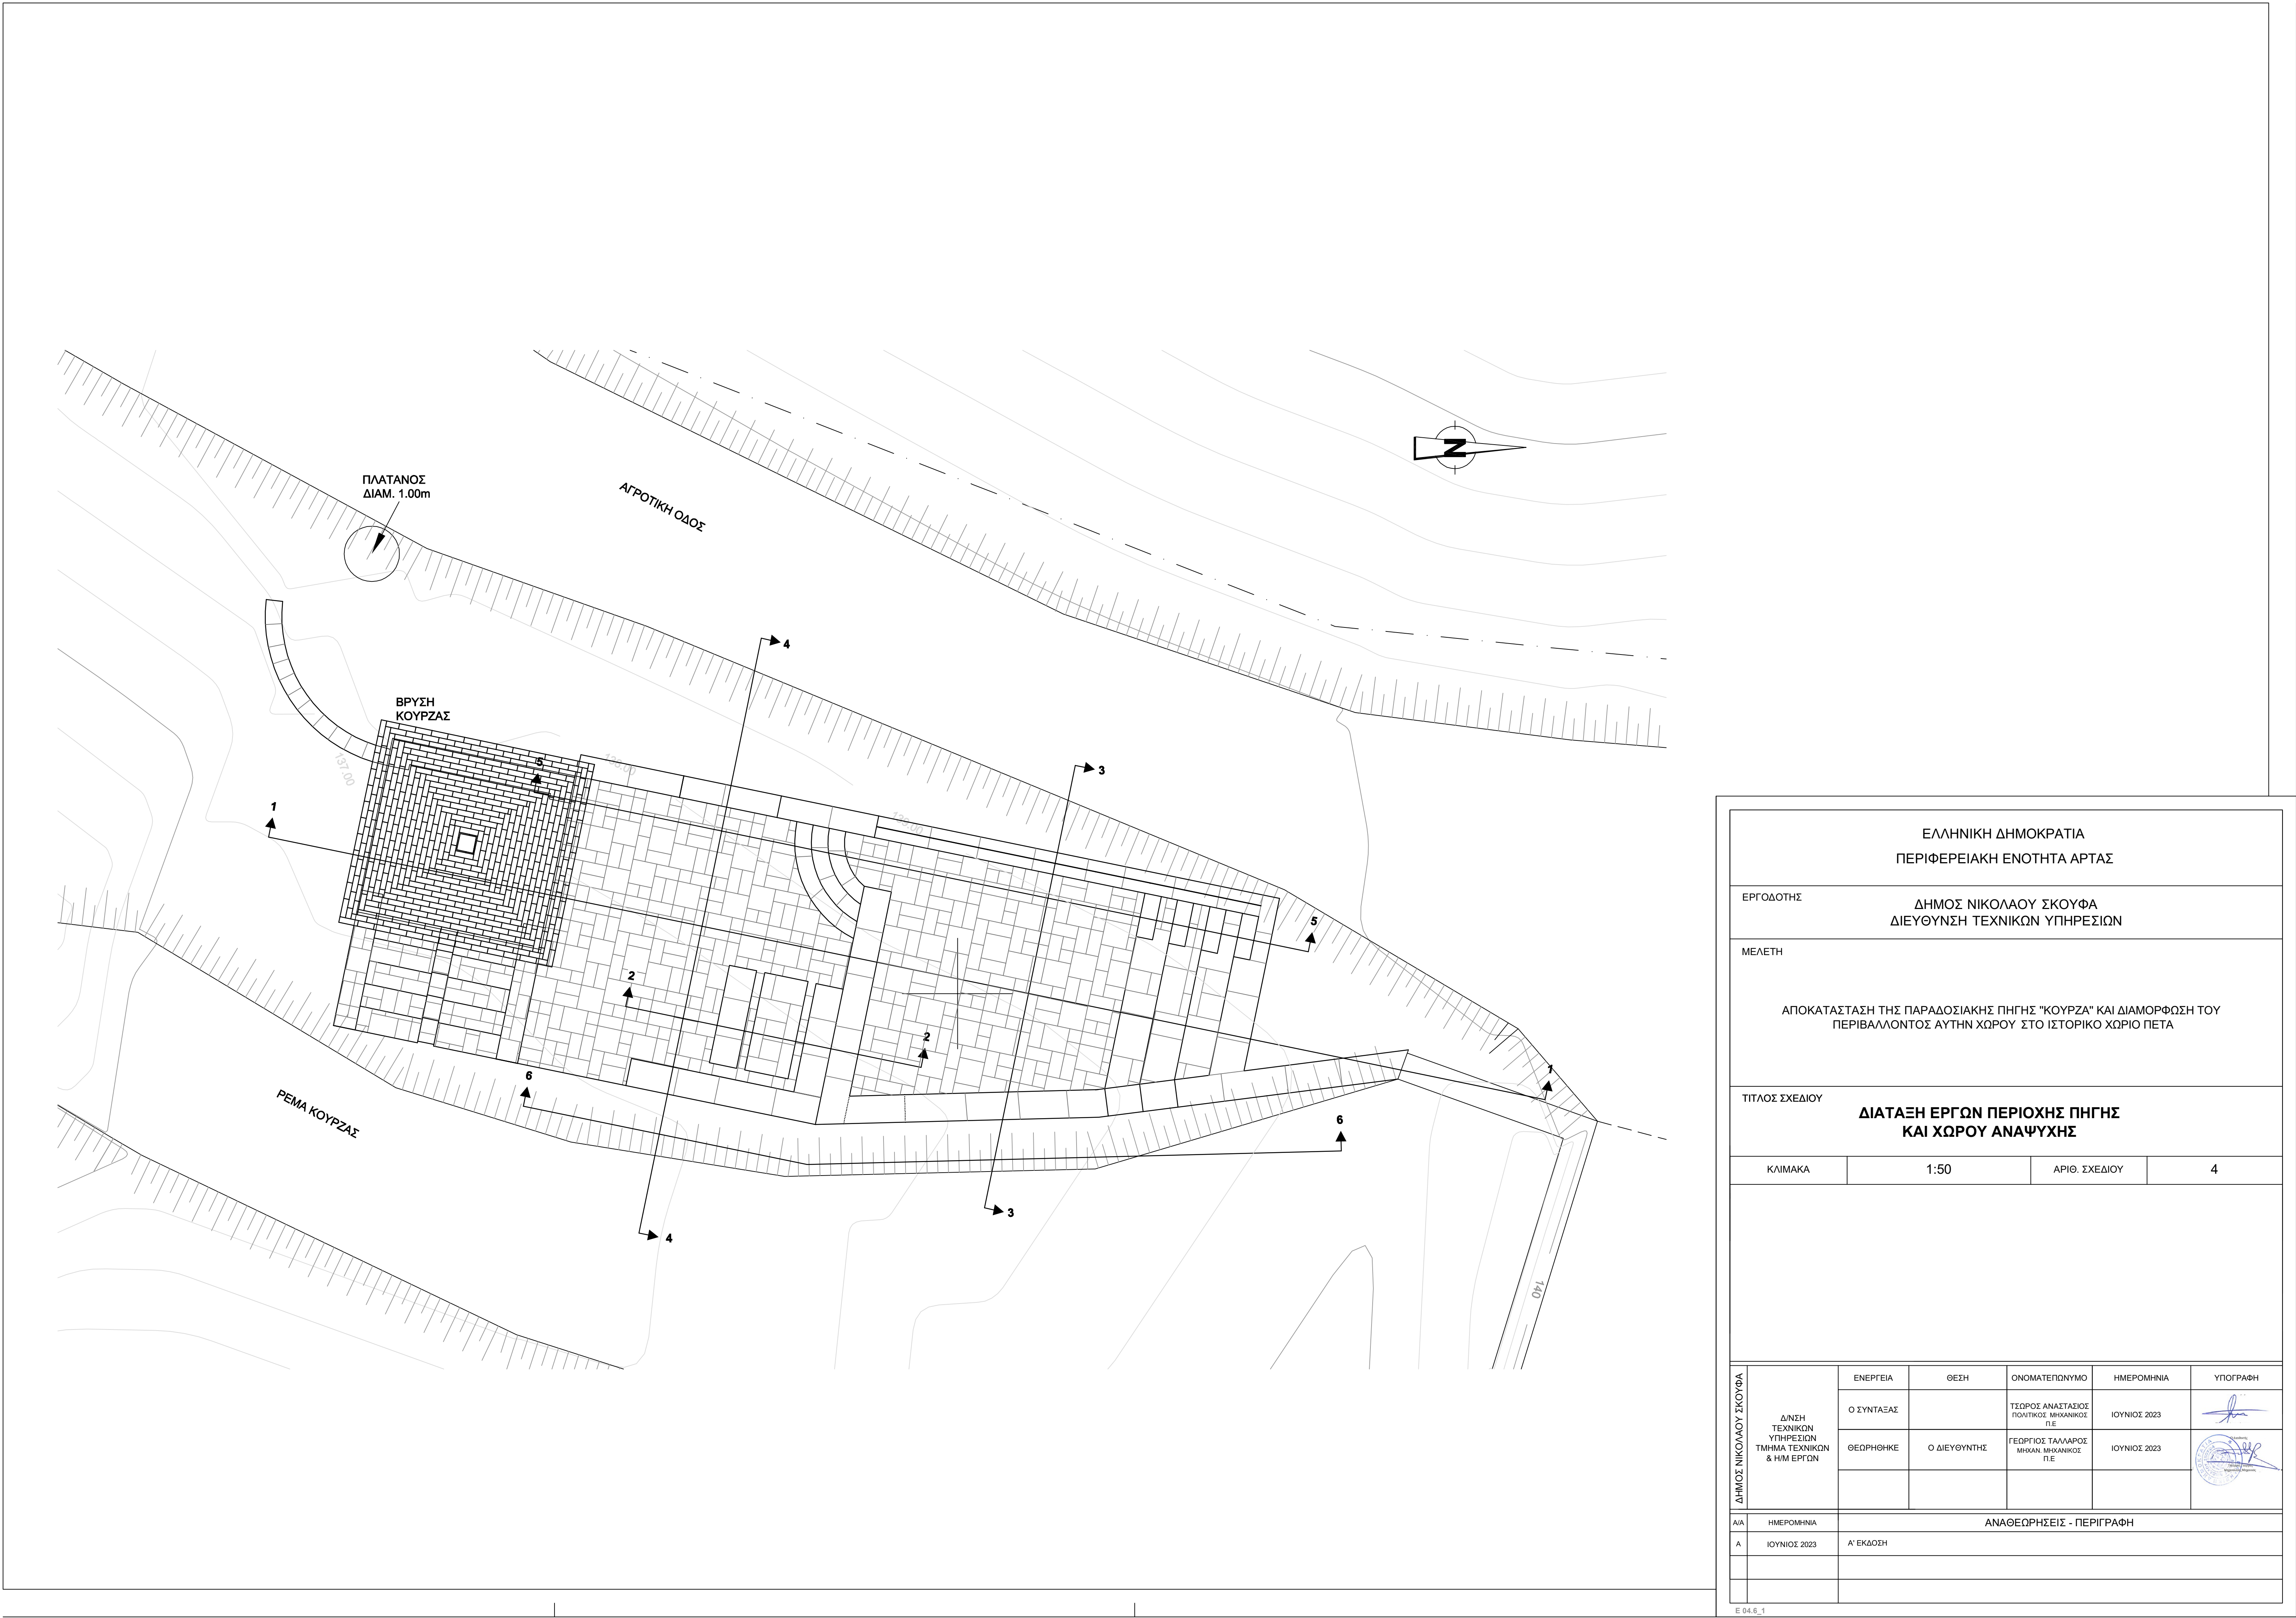 ΠΛΑΤΑΝΟΣ
ΔΙΑΜ. 1.00m
ΑΓΡΟΤΙΚΗ ΟΔΟΣ
N
4
ΒΡΥΣΗ
ΚΟΥΡΖΑΣ
137.00
5
3
1
5
2
2
6
1
6
ΡΕΜΑ ΚΟΥΡΖΑΣ
3
4
140
ΕΛΛΗΝΙΚΗ ΔΗΜΟΚΡΑΤΙΑ
ΠΕΡΙΦΕΡΕΙΑΚΗ ΕΝΟΤΗΤΑ ΑΡΤΑΣ
ΕΡΓΟΔΟΤΗΣ
ΔΗΜΟΣ ΝΙΚΟΛΑΟΥ ΣΚΟΥΦΑ
ΔΙΕΥΘΥΝΣΗ ΤΕΧΝΙΚΩΝ ΥΠΗΡΕΣΙΩΝ
ΜΕΛΕΤΗ
ΑΠΟΚΑΤΑΣΤΑΣΗ ΤΗΣ ΠΑΡΑΔΟΣΙΑΚΗΣ ΠΗΓΗΣ "ΚΟΥΡΖΑ" ΚΑΙ ΔΙΑΜΟΡΦΩΣΗ ΤΟΥ
ΠΕΡΙΒΑΛΛΟΝΤΟΣ ΑΥΤΗΝ ΧΩΡΟΥ ΣΤΟ ΙΣΤΟΡΙΚΟ ΧΩΡΙΟ ΠΕΤΑ
ΤΙΤΛΟΣ ΣΧΕΔΙΟΥ
ΔΙΑΤΑΞΗ ΕΡΓΩΝ ΠΕΡΙΟΧΗΣ ΠΗΓΗΣ
ΚΑΙ ΧΩΡΟΥ ΑΝΑΨΥΧΗΣ
ΚΛΙΜΑΚΑ 1:50 ΑΡΙΘ. ΣΧΕΔΙΟΥ 4
ΔΗΜΟΣ ΝΙΚΟΛΑΟΥ ΣΚΟΥΦΑ
Δ/ΝΣΗ
ΤΕΧΝΙΚΩΝ
ΥΠΗΡΕΣΙΩΝ
ΤΜΗΜΑ ΤΕΧΝΙΚΩΝ
& Η/Μ ΕΡΓΩΝ
ΕΝΕΡΓΕΙΑ ΘΕΣΗ ΟΝΟΜΑΤΕΠΩΝΥΜΟ ΗΜΕΡΟΜΗΝΙΑ ΥΠΟΓΡΑΦΗ
Ο ΣΥΝΤΑΞΑΣ ΤΣΩΡΟΣ ΑΝΑΣΤΑΣΙΟΣ
ΠΟΛΙΤΙΚΟΣ ΜΗΧΑΝΙΚΟΣ
Π.Ε
ΙΟΥΝΙΟΣ 2023
ΘΕΩΡΗΘΗΚΕ Ο ΔΙΕΥΘΥΝΤΗΣ ΓΕΩΡΓΙΟΣ ΤΑΛΛΑΡΟΣ
ΜΗΧΑΝ. ΜΗΧΑΝΙΚΟΣ
Π.Ε
ΙΟΥΝΙΟΣ 2023
Α/Α ΗΜΕΡΟΜΗΝΙΑ ΑΝΑΘΕΩΡΗΣΕΙΣ - ΠΕΡΙΓΡΑΦΗ
Α ΙΟΥΝΙΟΣ 2023 Α' ΕΚΔΟΣΗ
E 04.6_1